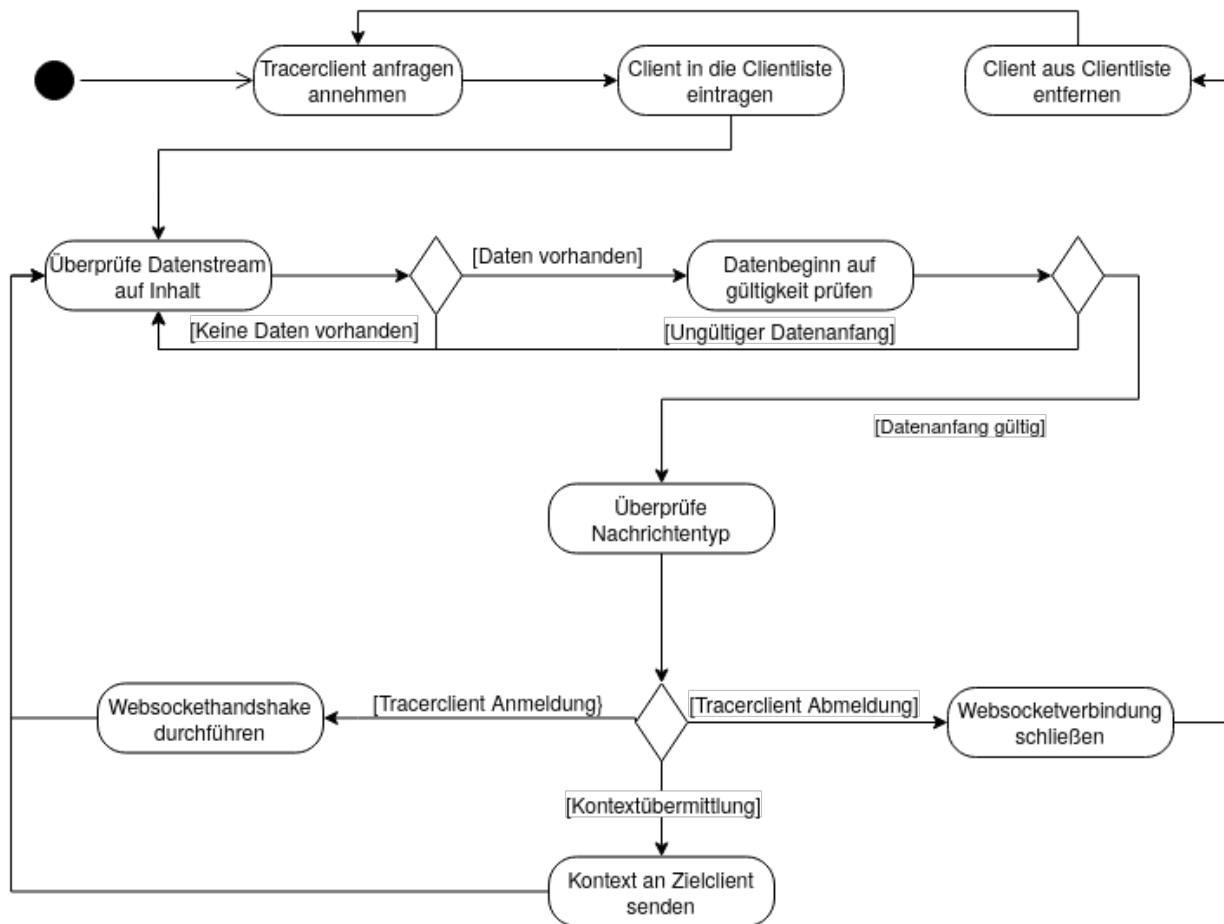 Tracerclient anfragen
annehmen
Client in die Clientliste
eintragen
Client aus Clientliste
entfernen
Überprüfe Datenstream
auf Inhalt
[Daten vorhanden]
Datenbeginn auf
gültigkeit prüfen
[Keine Daten vorhanden]
[Ungültiger Datenanfang]
[Datenanfang gültig]
Überprüfe
Nachrichtentyp
Websockethandshake
durchführen
[Tracerclient Anmeldung}
[Tracerclient Abmeldung]
Websocketverbindung
schließen
[Kontextübermittlung]
Kontext an Zielclient
senden